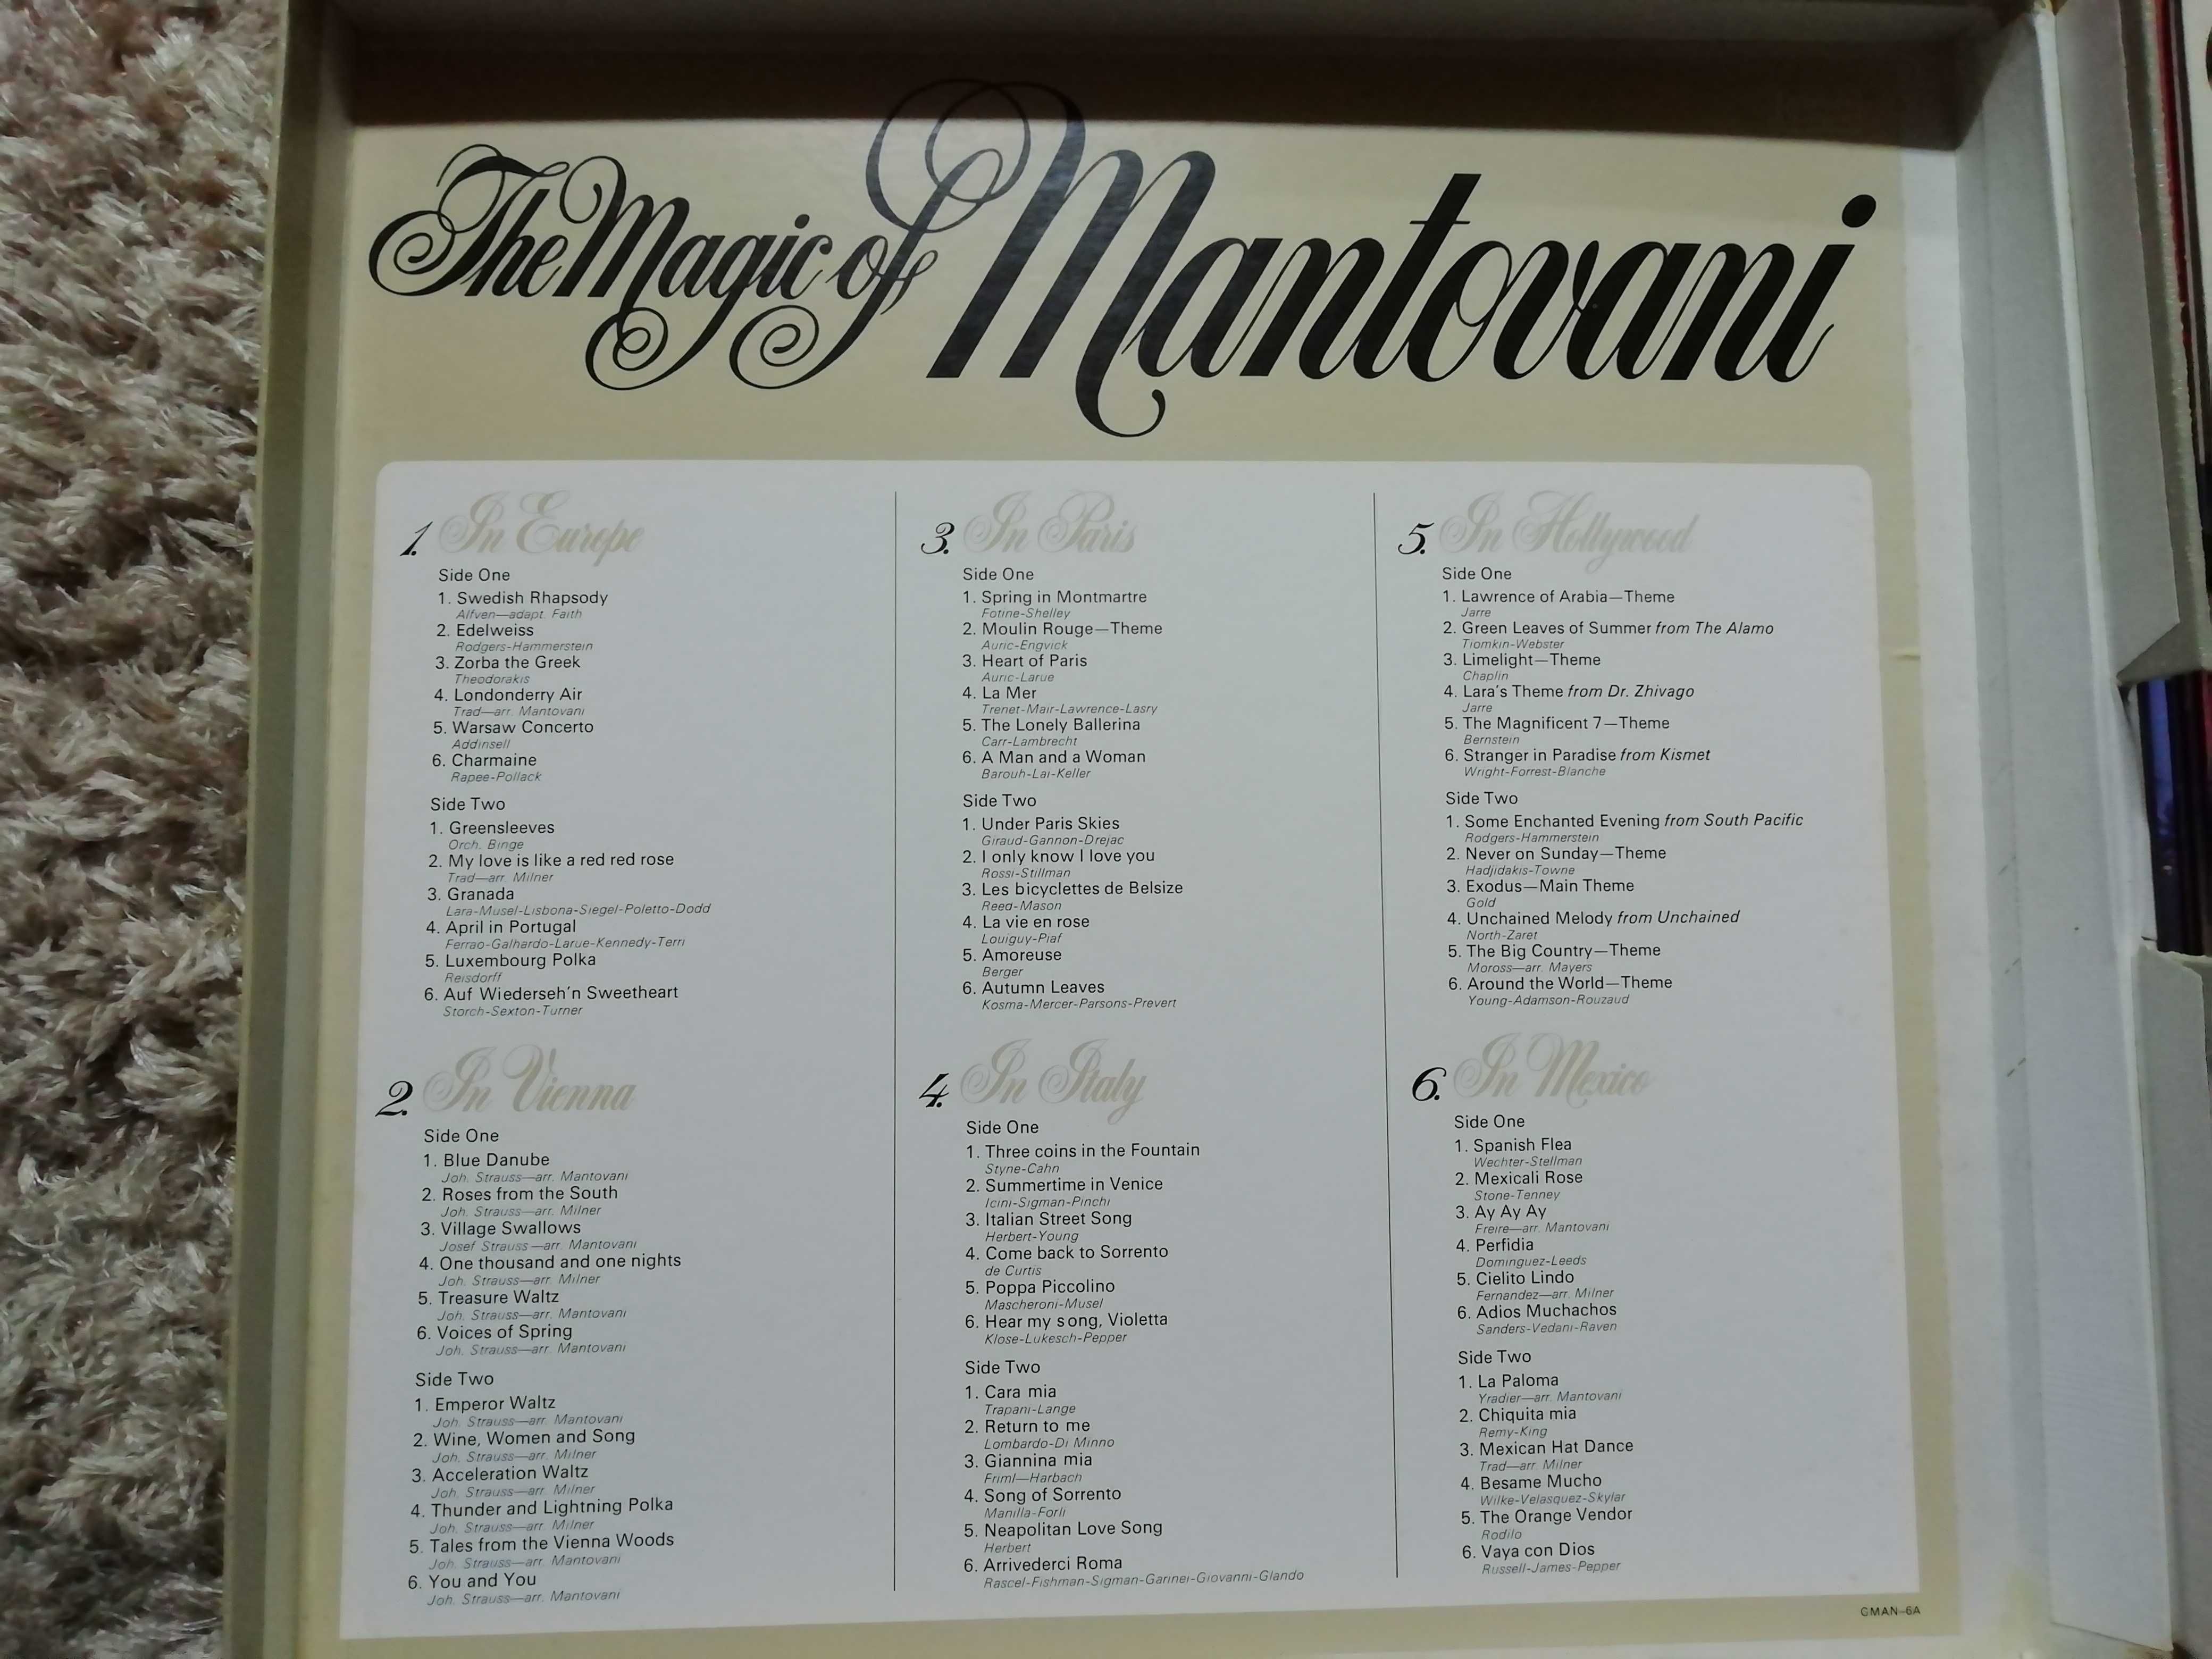 The Magic of Mantovani
1. In Europe
Side One
1. Swedish Rhapsody
Alfven—adapt. Faith
2. Edelweiss
Rodgers-Hammerstein
3. Zorba the Greek
Theodorakis
4. Londonderry Air
Trad—arr. Mantovani
5. Warsaw Concerto
Addinsell
6. Charmaine
Rapee-Pollack
Side Two
1. Greensleeves
Orch. Binge
2. My love is like a red red rose
Trad—arr. Milner
3. Granada
Lara-Musel-Lisbona-Siegel-Poletto-Dodd
4. April in Portugal
Ferrao-Galhardo-Larue-Kennedy-Terri
5. Luxembourg Polka
Reisdorff
6. Auf Wiederseh'n Sweetheart
Storch-Sexton-Turner
2. In Vienna
Side One
1. Blue Danube
Joh. Strauss—arr. Mantovani
2. Roses from the South
Joh. Strauss—arr. Milner
3. Village Swallows
Josef Strauss—arr. Mantovani
4. One thousand and one nights
Joh. Strauss—arr. Milner
5. Treasure Waltz
Joh. Strauss—arr. Mantovani
6. Voices of Spring
Joh. Strauss—arr. Mantovani
Side Two
1. Emperor Waltz
Joh. Strauss—arr. Mantovani
2. Wine, Women and Song
Joh. Strauss—arr. Milner
3. Acceleration Waltz
Joh. Strauss—arr. Milner
4. Thunder and Lightning Polka
Joh. Strauss—arr. Milner
5. Tales from the Vienna Woods
Joh. Strauss—arr. Mantovani
6. You and You
Joh. Strauss—arr. Mantovani
3. In Paris
Side One
1. Spring in Montmartre
Fotine-Shelley
2. Moulin Rouge—Theme
Auric-Engvick
3. Heart of Paris
Auric-Larue
4. La Mer
Trenet-Mair-Lawrence-Lasry
5. The Lonely Ballerina
Carr-Lambrecht
6. A Man and a Woman
Barouh-Lai-Keller
Side Two
1. Under Paris Skies
Giraud-Gannon-Drejac
2. I only know I love you
Rossi-Stillman
3. Les bicyclettes de Belsize
Reed-Mason
4. La vie en rose
Louiguy-Piaf
5. Amoreuse
Berger
6. Autumn Leaves
Kosma-Mercer-Parsons-Prevert
4. In Italy
Side One
1. Three coins in the Fountain
Styne-Cahn
2. Summertime in Venice
Icini-Sigman-Pinchi
3. Italian Street Song
Herbert-Young
4. Come back to Sorrento
de Curtis
5. Poppa Piccolino
Mascheroni-Musel
6. Hear my song, Violetta
Klose-Lukesch-Pepper
Side Two
1. Cara mia
Trapani-Lange
2. Return to me
Lombardo-Di Minno
3. Giannina mia
Friml—Harbach
4. Song of Sorrento
Manilla-Forli
5. Neapolitan Love Song
Herbert
6. Arrivederci Roma
Rascel-Fishman-Sigman-Garinei-Giovanni-Glando
5. In Hollywood
Side One
1. Lawrence of Arabia—Theme
Jarre
2. Green Leaves of Summer from The Alamo
Tiomkin-Webster
3. Limelight—Theme
Chaplin
4. Lara's Theme from Dr. Zhivago
Jarre
5. The Magnificent 7—Theme
Bernstein
6. Stranger in Paradise from Kismet
Wright-Forrest-Blanche
Side Two
1. Some Enchanted Evening from South Pacific
Rodgers-Hammerstein
2. Never on Sunday—Theme
Hadjidakis-Towne
3. Exodus—Main Theme
Gold
4. Unchained Melody from Unchained
North-Zaret
5. The Big Country—Theme
Moross—arr. Mayers
6. Around the World—Theme
Young-Adamson-Rouzaud
6. In Mexico
Side One
1. Spanish Flea
Wechter-Stellman
2. Mexicali Rose
Stone-Tenney
3. Ay Ay Ay
Freire—arr. Mantovani
4. Perfidia
Dominguez-Leeds
5. Cielito Lindo
Fernandez—arr. Milner
6. Adios Muchachos
Sanders-Vedani-Raven
Side Two
1. La Paloma
Yradier—arr. Mantovani
2. Chiquita mia
Remy-King
3. Mexican Hat Dance
Trad—arr. Milner
4. Besame Mucho
Wilke-Velasquez-Skylar
5. The Orange Vendor
Rodilo
6. Vaya con Dios
Russell-James-Pepper
GMAN-6A